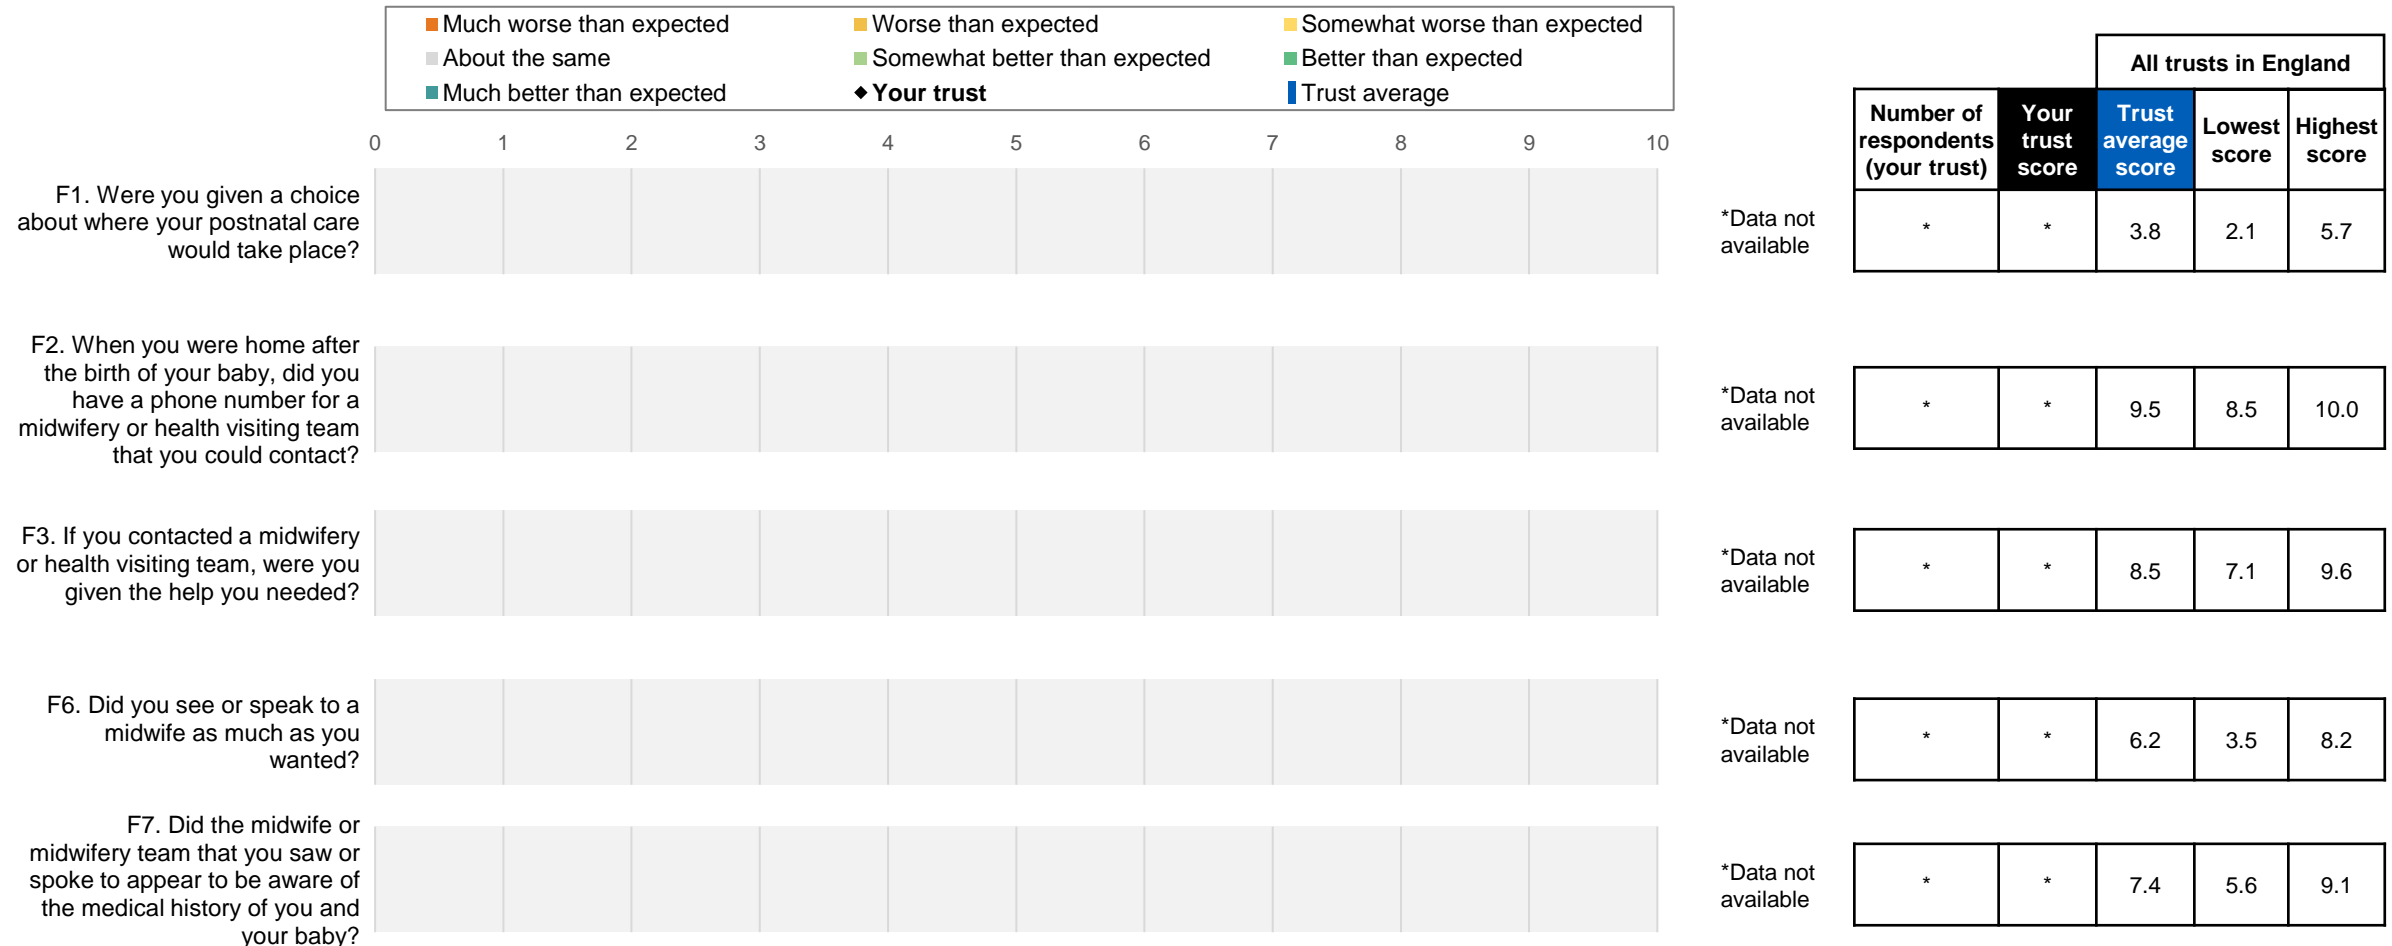 Much worse than expected
Worse than expected
Somewhat worse than expected
About the same
Somewhat better than expected
Better than expected
Much better than expected
Your trust
Trust average
0 1 2 3 4 5 6 7 8 9 10
All trusts in England
Number of
respondents
(your trust)
Your
trust
score
Trust
average
score
Lowest
score
Highest
score
F1. Were you given a choice
about where your postnatal care
would take place?
*Data not
available
* * 3.8 2.1 5.7
F2. When you were home after
the birth of your baby, did you
have a phone number for a
midwifery or health visiting team
that you could contact?
*Data not
available
* * 9.5 8.5 10.0
F3. If you contacted a midwifery
or health visiting team, were you
given the help you needed?
*Data not
available
* * 8.5 7.1 9.6
F6. Did you see or speak to a
midwife as much as you
wanted?
*Data not
available
* * 6.2 3.5 8.2
F7. Did the midwife or
midwifery team that you saw or
spoke to appear to be aware of
the medical history of you and
your baby?
*Data not
available
* * 7.4 5.6 9.1